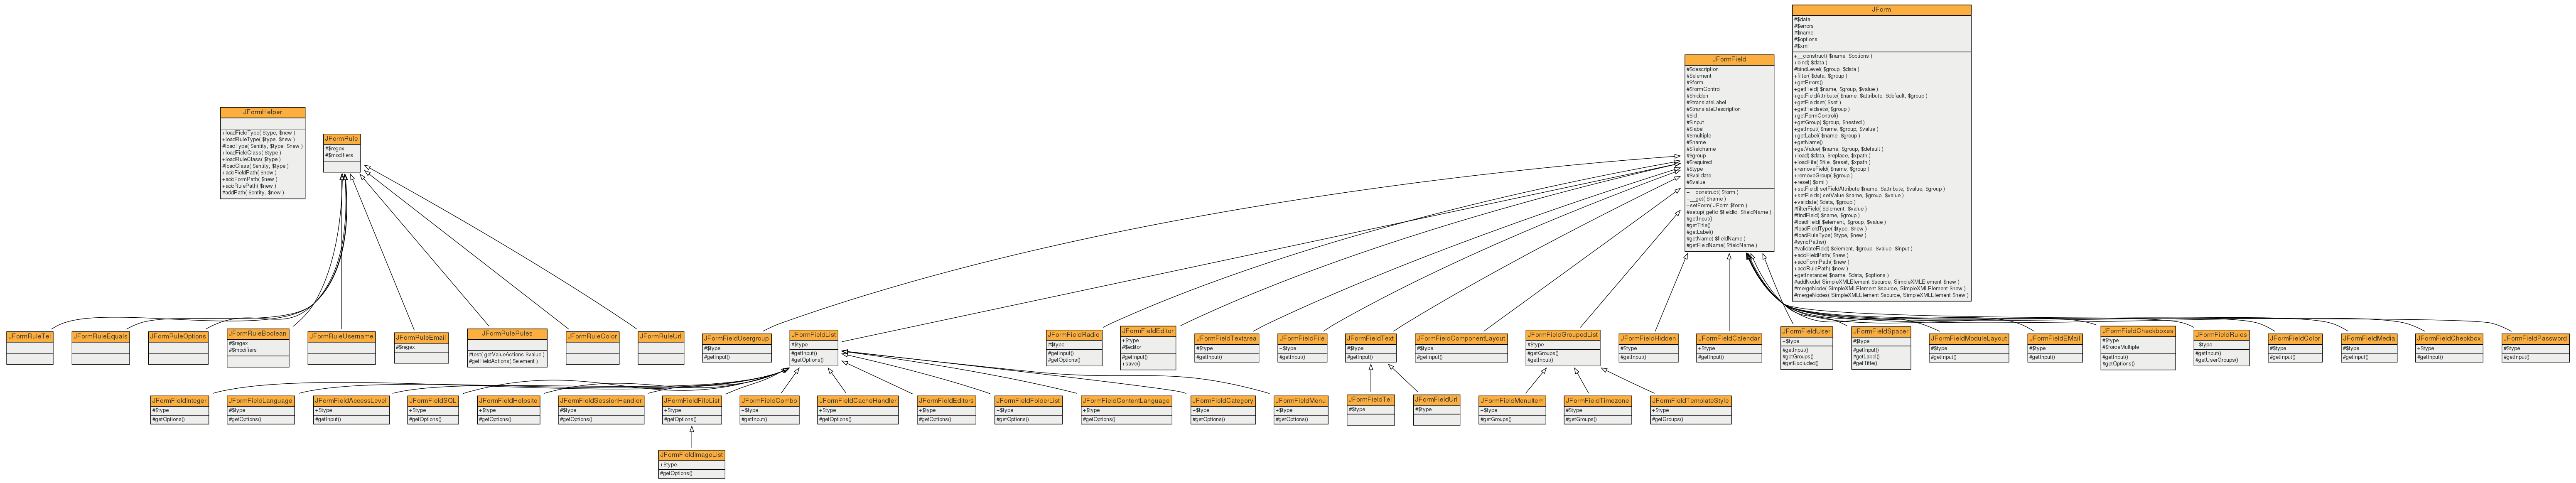 JForm
#$data
#$errors
#$name
#$options
#$xml
+__construct( $name, $options )
+bind( $data )
#bindLevel( $group, $data )
+filter( $data, $group )
+getErrors()
+getField( $name, $group, $value )
+getFieldAttribute( $name, $attribute, $default, $group )
+getFieldset( $set )
+getFieldsets( $group )
+getFormControl()
+getGroup( $group, $nested )
+getInput( $name, $group, $value )
+getLabel( $name, $group )
+getName()
+getValue( $name, $group, $default )
+load( $data, $replace, $xpath )
+loadFile( $file, $reset, $xpath )
+removeField( $name, $group )
+removeGroup( $group )
+reset( $xml )
+setField( setFieldAttribute $name, $attribute, $value, $group )
+setFields( setValue $name, $group, $value )
+validate( $data, $group )
#filterField( $element, $value )
#findField( $name, $group )
#loadField( $element, $group, $value )
#loadFieldType( $type, $new )
#loadRuleType( $type, $new )
#syncPaths()
#validateField( $element, $group, $value, $input )
+addFieldPath( $new )
+addFormPath( $new )
+addRulePath( $new )
+getInstance( $name, $data, $options )
#addNode( SimpleXMLElement $source, SimpleXMLElement $new )
#mergeNode( SimpleXMLElement $source, SimpleXMLElement $new )
#mergeNodes( SimpleXMLElement $source, SimpleXMLElement $new )
JFormField
#$description
#$element
#$form
#$formControl
#$hidden
#$translateLabel
#$translateDescription
#$id
#$input
#$label
#$multiple
#$name
#$fieldname
#$group
#$required
#$type
#$validate
#$value
+__construct( $form )
+__get( $name )
+setForm( JForm $form )
#setup( getId $fieldId, $fieldName )
#getInput()
#getTitle()
#getLabel()
#getName( $fieldName )
#getFieldName( $fieldName )
JFormHelper
+loadFieldType( $type, $new )
+loadRuleType( $type, $new )
#loadType( $entity, $type, $new )
+loadFieldClass( $type )
+loadRuleClass( $type )
#loadClass( $entity, $type )
+addFieldPath( $new )
+addFormPath( $new )
+addRulePath( $new )
#addPath( $entity, $new )
JFormRule
#$regex
#$modifiers
JFormRuleTel
JFormRuleEquals
JFormRuleOptions
JFormRuleBoolean
#$regex
#$modifiers
JFormRuleUsername
JFormRuleEmail
#$regex
JFormRuleRules
#test( getValueActions $value )
#getFieldActions( $element )
JFormRuleColor
JFormRuleUrl
JFormFieldUsergroup
#$type
#getInput()
JFormFieldList
#$type
#getInput()
#getOptions()
JFormFieldRadio
#$type
#getInput()
#getOptions()
JFormFieldEditor
+$type
#$editor
#getInput()
+save()
JFormFieldTextarea
#$type
#getInput()
JFormFieldFile
+$type
#getInput()
JFormFieldText
#$type
#getInput()
JFormFieldComponentLayout
#$type
#getInput()
JFormFieldGroupedList
#$type
#getGroups()
#getInput()
JFormFieldHidden
#$type
#getInput()
JFormFieldCalendar
+$type
#getInput()
JFormFieldUser
+$type
#getInput()
#getGroups()
#getExcluded()
JFormFieldSpacer
#$type
#getInput()
#getLabel()
#getTitle()
JFormFieldModuleLayout
#$type
#getInput()
JFormFieldEMail
#$type
#getInput()
JFormFieldCheckboxes
#$type
#$forceMultiple
#getInput()
#getOptions()
JFormFieldRules
+$type
#getInput()
#getUserGroups()
JFormFieldColor
#$type
#getInput()
JFormFieldMedia
#$type
#getInput()
JFormFieldCheckbox
+$type
#getInput()
JFormFieldPassword
#$type
#getInput()
JFormFieldInteger
#$type
#getOptions()
JFormFieldLanguage
#$type
#getOptions()
JFormFieldAccessLevel
+$type
#getInput()
JFormFieldSQL
+$type
#getOptions()
JFormFieldHelpsite
+$type
#getOptions()
JFormFieldSessionHandler
#$type
#getOptions()
JFormFieldFileList
+$type
#getOptions()
JFormFieldCombo
+$type
#getInput()
JFormFieldCacheHandler
+$type
#getOptions()
JFormFieldEditors
+$type
#getOptions()
JFormFieldFolderList
+$type
#getOptions()
JFormFieldContentLanguage
+$type
#getOptions()
JFormFieldCategory
+$type
#getOptions()
JFormFieldMenu
+$type
#getOptions()
JFormFieldTel
#$type
JFormFieldUrl
#$type
JFormFieldMenuItem
+$type
#getGroups()
JFormFieldTimezone
#$type
#getGroups()
JFormFieldTemplateStyle
+$type
#getGroups()
JFormFieldImageList
+$type
#getOptions()